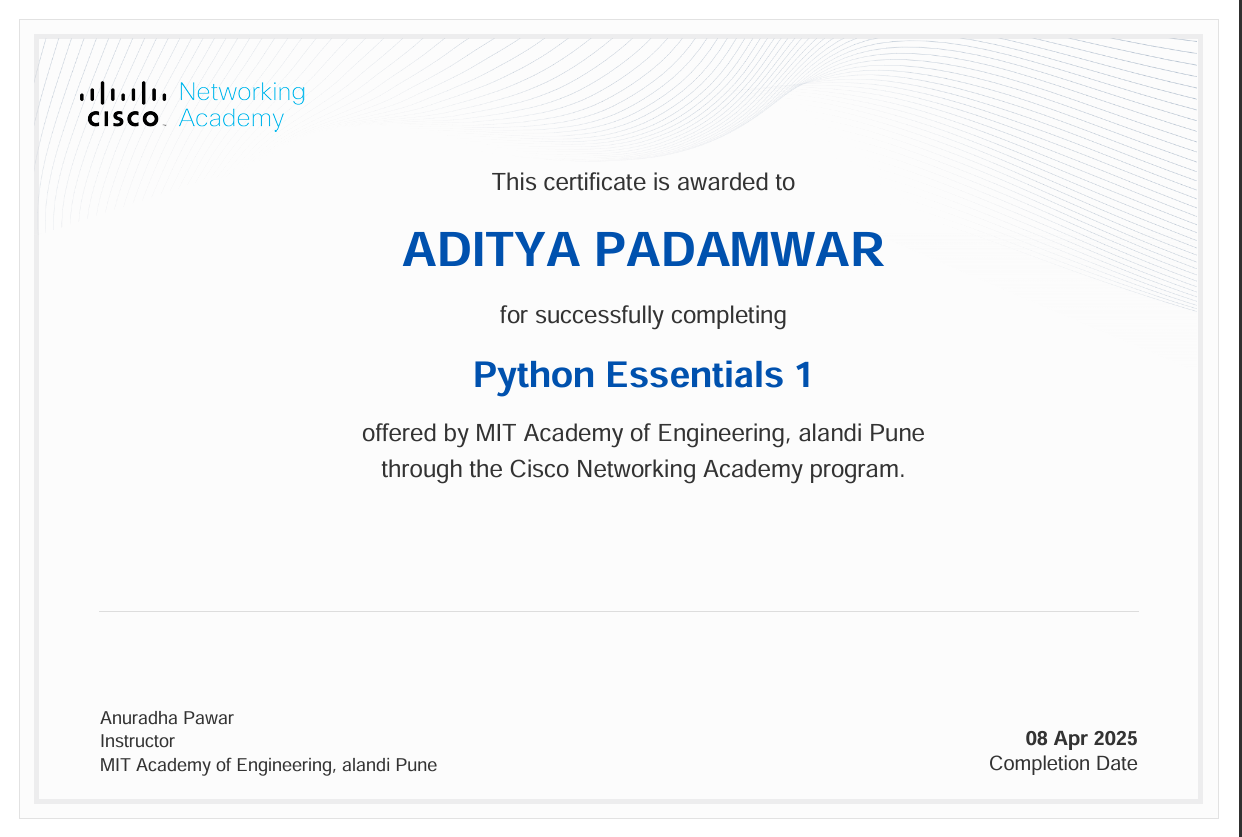 Networking
CISCO Academy
This certificate is awarded to
ADITYA PADAMWAR
for successfully completing
Python Essentials 1
offered by MIT Academy of Engineering, alandi Pune
through the Cisco Networking Academy program.
Anuradha Pawar
Instructor
MIT Academy of Engineering, alandi Pune
08 Apr 2025
Completion Date